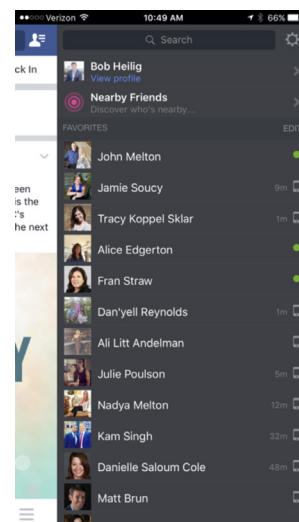 Verizon 10:49 AM 66%
Search
ck In
Bob Heilig
View profile
Nearby Friends
Discover who's nearby...
FAVORITES EDIT
John Melton
Jamie Soucy 9m
een
is the
:'s
he next
Tracy Koppel Sklar 1m
Alice Edgerton
Fran Straw
Dan'yell Reynolds 1m
Y
Ali Litt Andelman
Julie Poulson 5m
Nadya Melton 12m
Kam Singh 32m
Danielle Saloum Cole 48m
Matt Brun